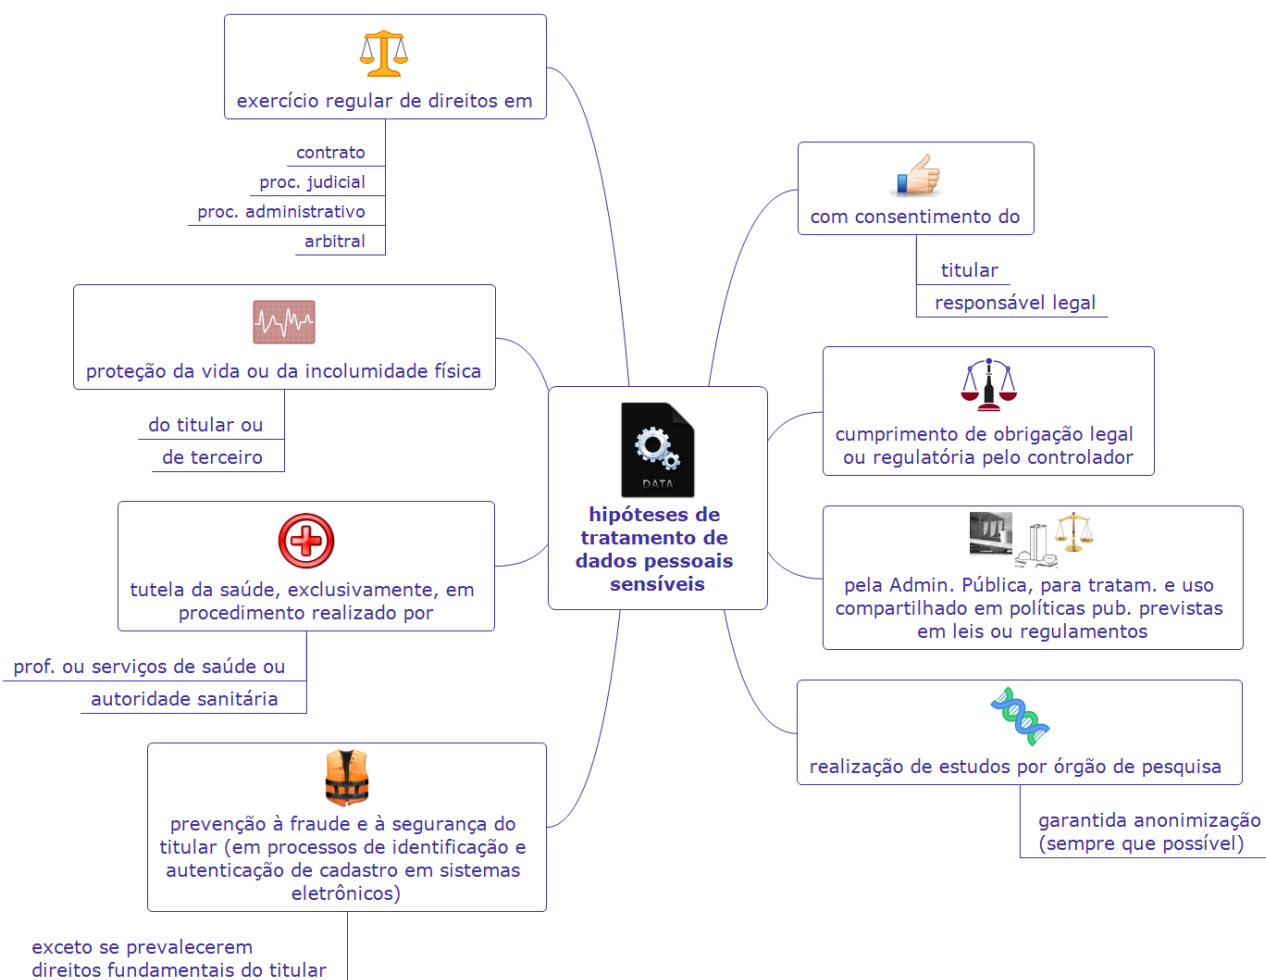 exercício regular de direitos em
contrato
proc. judicial
proc. administrativo
arbitral
com consentimento do
titular
responsável legal
proteção da vida ou da incolumidade física
do titular ou
de terceiro
cumprimento de obrigação legal
ou regulatória pelo controlador
DATA
hipóteses de
tratamento de
dados pessoais
sensíveis
tutela da saúde, exclusivamente, em
procedimento realizado por
prof. ou serviços de saúde ou
autoridade sanitária
pela Admin. Pública, para tratam. e uso
compartilhado em políticas pub. previstas
em leis ou regulamentos
realização de estudos por órgão de pesquisa
garantida anonimização
(sempre que possível)
prevenção à fraude e à segurança do
titular (em processos de identificação e
autenticação de cadastro em sistemas
eletrônicos)
exceto se prevalecerem
direitos fundamentais do titular